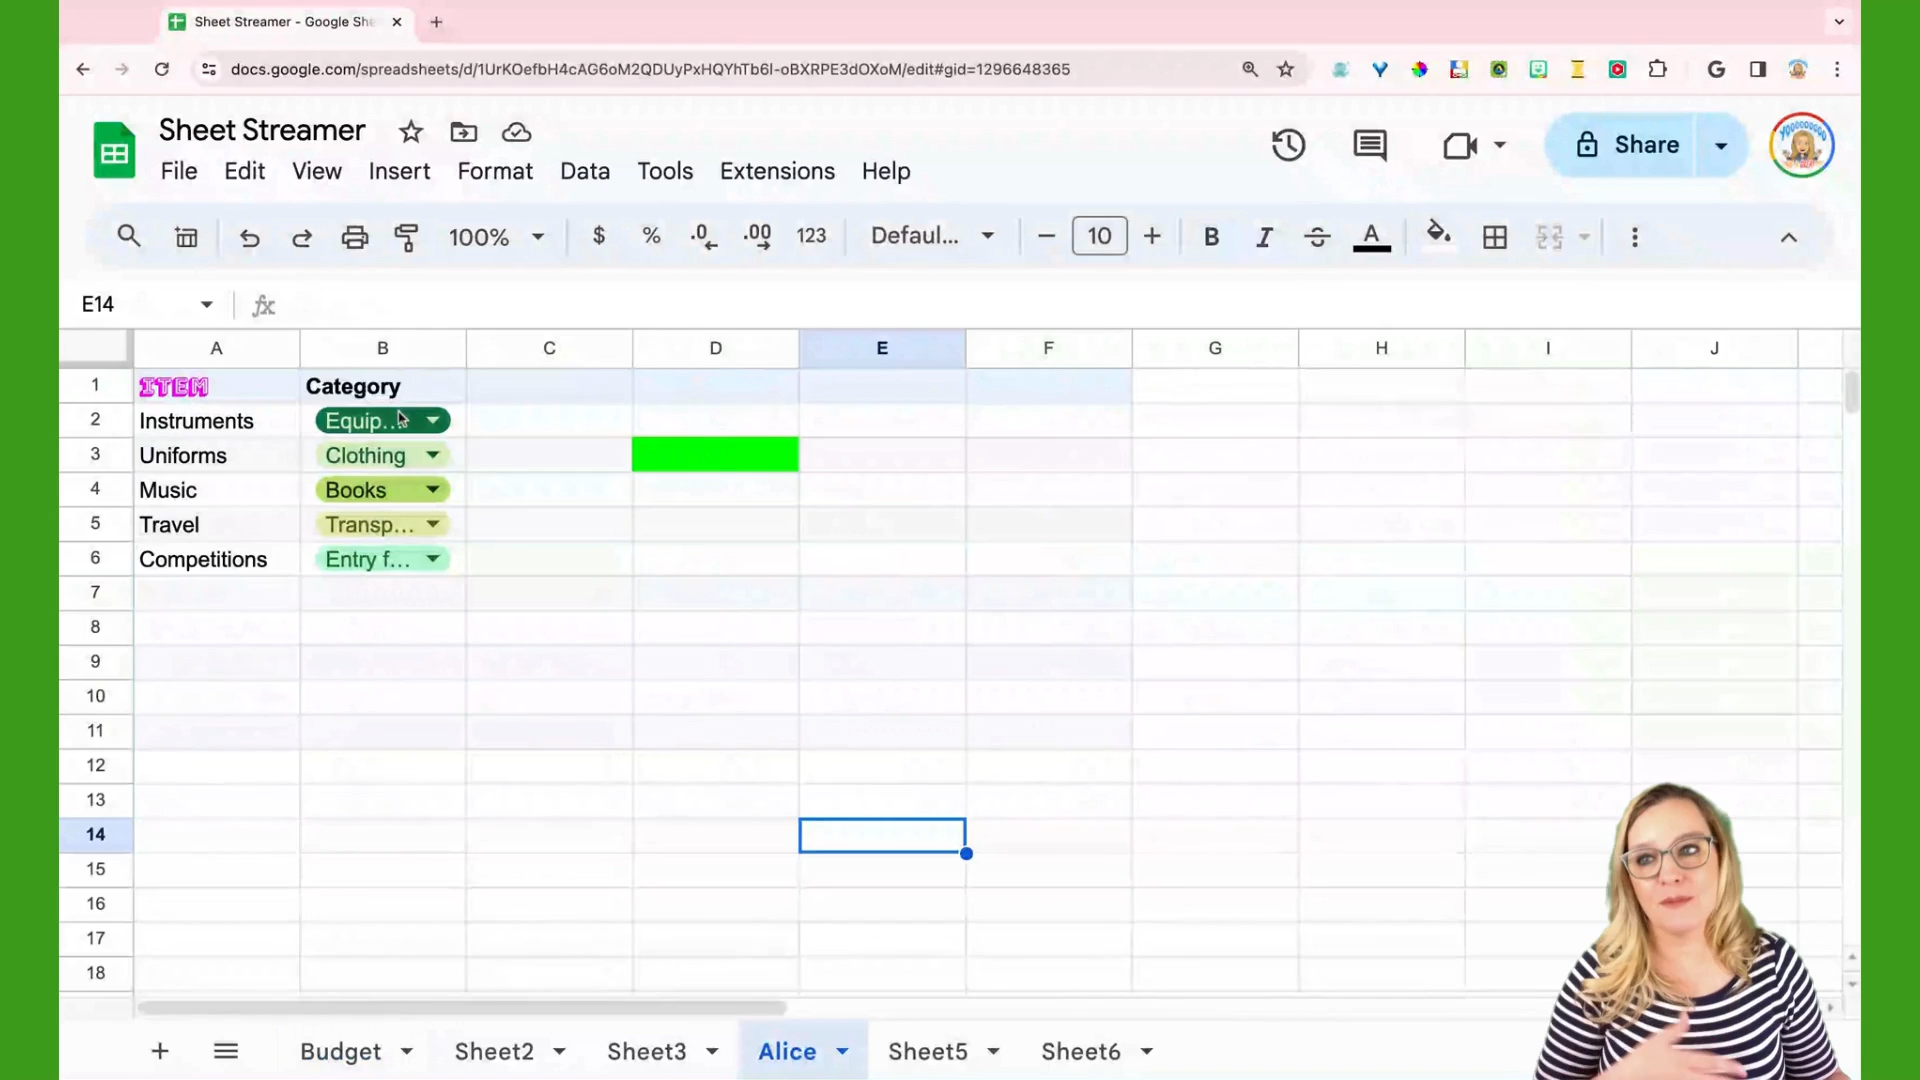 Sheet Streamer - Google She
docs.google.com/spreadsheets/d/1UrKOefbH4cAG6oM2QDUyPxHQYhTb6I-oBXRPE3dOXoM/edit#gid=1296648365
Sheet Streamer
File Edit View Insert Format Data Tools Extensions Help
Share
100% $ % .0 .00 123 Defaul... 10 B I S A
E14 fx
A B C D E F G H I J
1 ITEM Category
2 Instruments Equip...
3 Uniforms Clothing
4 Music Books
5 Travel Transp...
6 Competitions Entry f...
7
8
9
10
11
12
13
14
15
16
17
18
Budget Sheet2 Sheet3 Alice Sheet5 Sheet6